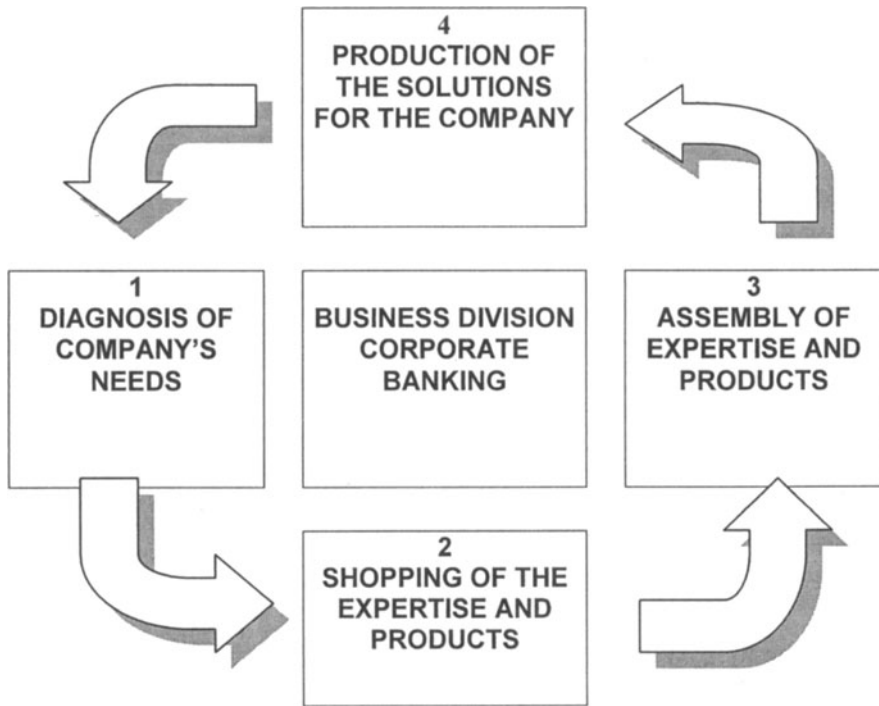 4
PRODUCTION OF
THE SOLUTIONS
FOR THE COMPANY
1
DIAGNOSIS OF
COMPANY'S
NEEDS
BUSINESS DIVISION
CORPORATE
BANKING
3
ASSEMBLY OF
EXPERTISE AND
PRODUCTS
2
SHOPPING OF THE
EXPERTISE AND
PRODUCTS